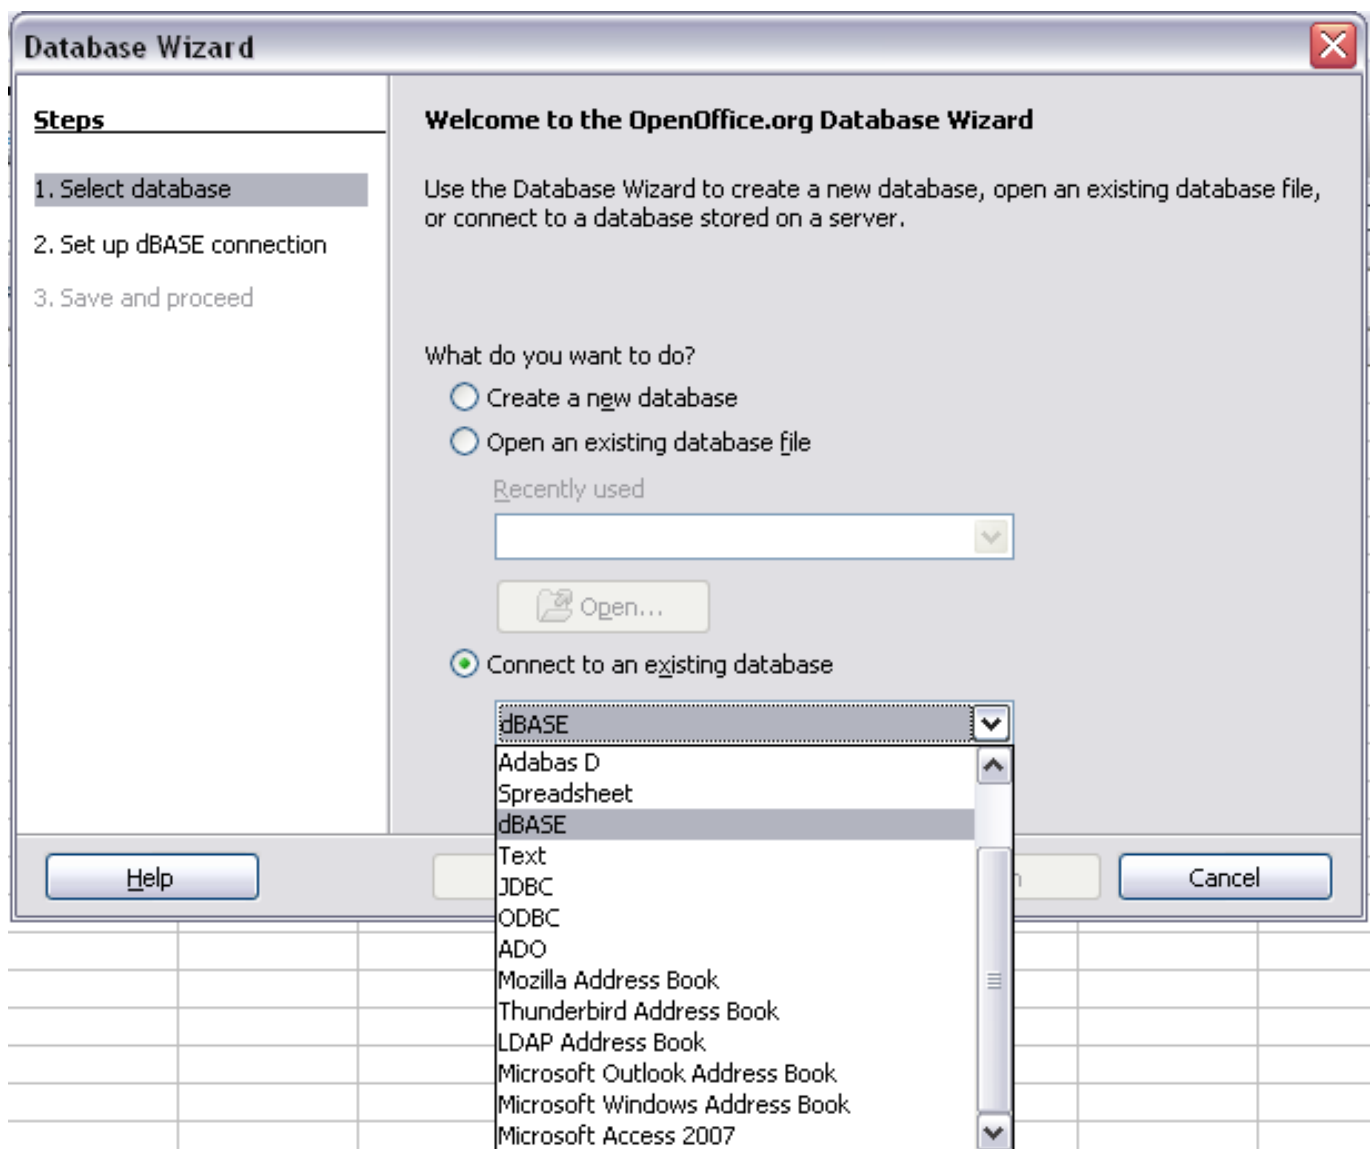 Database Wizard
Steps
1. Select database
2. Set up dBASE connection
3. Save and proceed
Welcome to the OpenOffice.org Database Wizard
Use the Database Wizard to create a new database, open an existing database file,
or connect to a database stored on a server.
What do you want to do?
Create a new database
Open an existing database file
Recently used
Open...
Connect to an existing database
dBASE
Adabas D
Spreadsheet
dBASE
Text
JDBC
ODBC
ADO
Mozilla Address Book
Thunderbird Address Book
LDAP Address Book
Microsoft Outlook Address Book
Microsoft Windows Address Book
Microsoft Access 2007
Help
Cancel